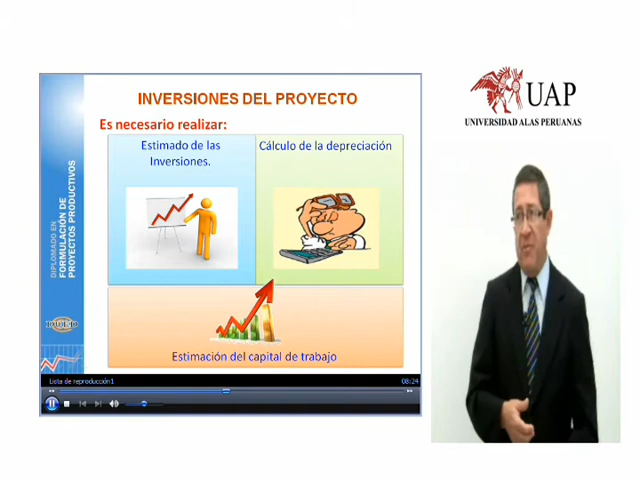 INVERSIONES DEL PROYECTO
Es necesario realizar:
Estimado de las
Inversiones.
Cálculo de la depreciación
Estimación del capital de trabajo
DIPLOMADO EN
FORMULACIÓN DE
PROYECTOS PRODUCTIVOS
Lista de reproducción1
08:24
UAP
UNIVERSIDAD ALAS PERUANAS